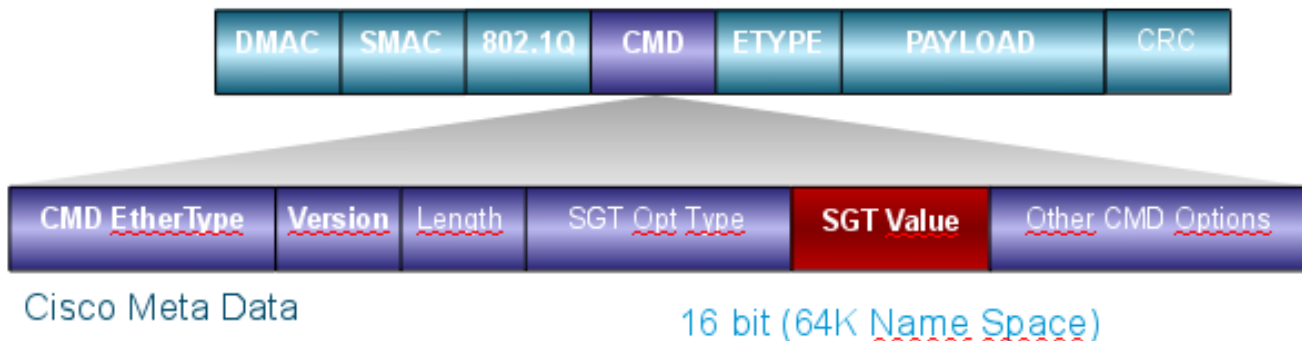 DMAC SMAC 802.1Q CMD ETYPE PAYLOAD CRC
CMD EtherType Version Length SGT Opt Type SGT Value Other CMD Options
Cisco Meta Data
16 bit (64K Name Space)